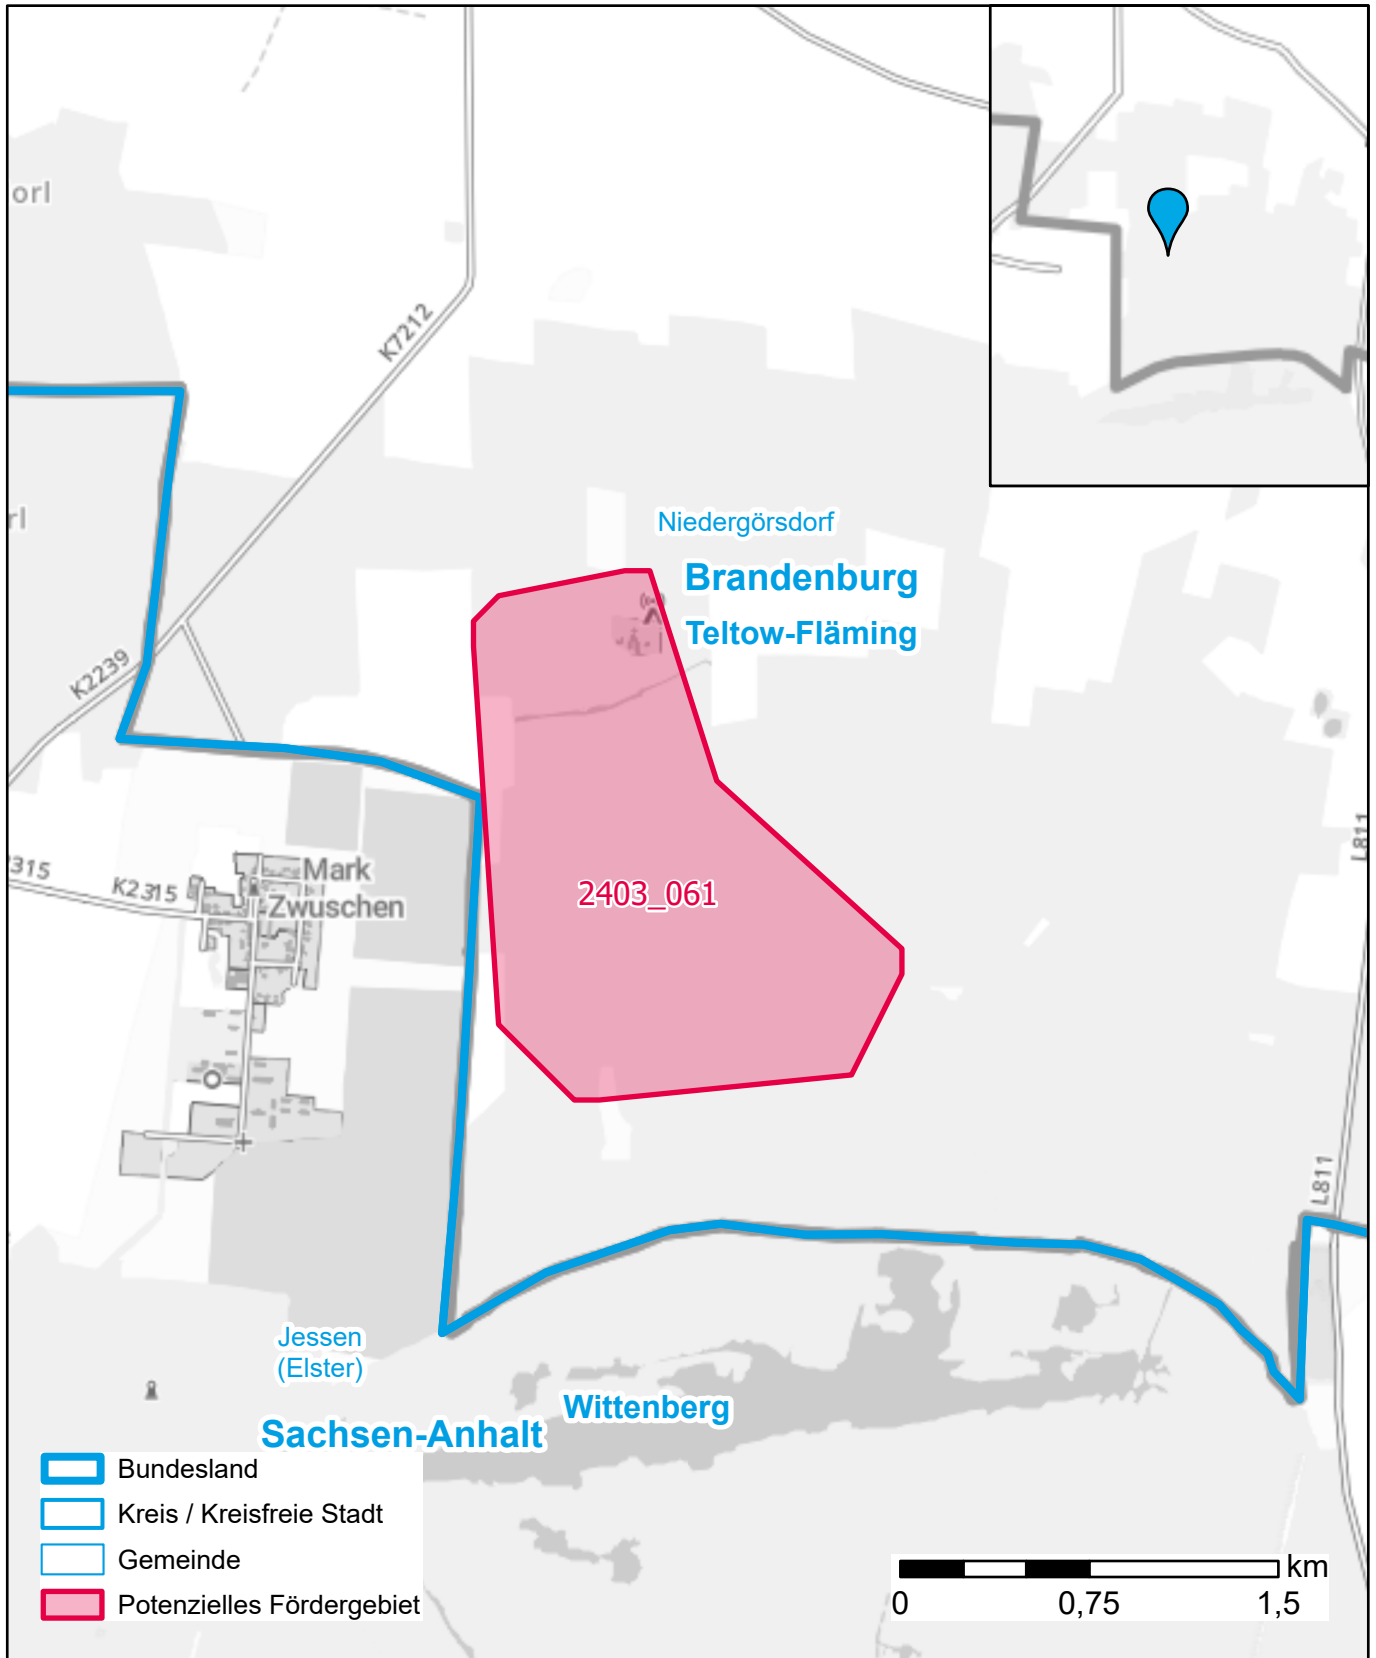 orl
K7212
rl
Niedergörsdorf
Brandenburg
Teltow-Fläming
K2239
L811
315
K2315
Mark
Zwuschen
2403_061
L811
Jessen
(Elster)
Wittenberg
Sachsen-Anhalt
Bundesland
Kreis / Kreisfreie Stadt
Gemeinde
Potenzielles Fördergebiet
km
0 0,75 1,5